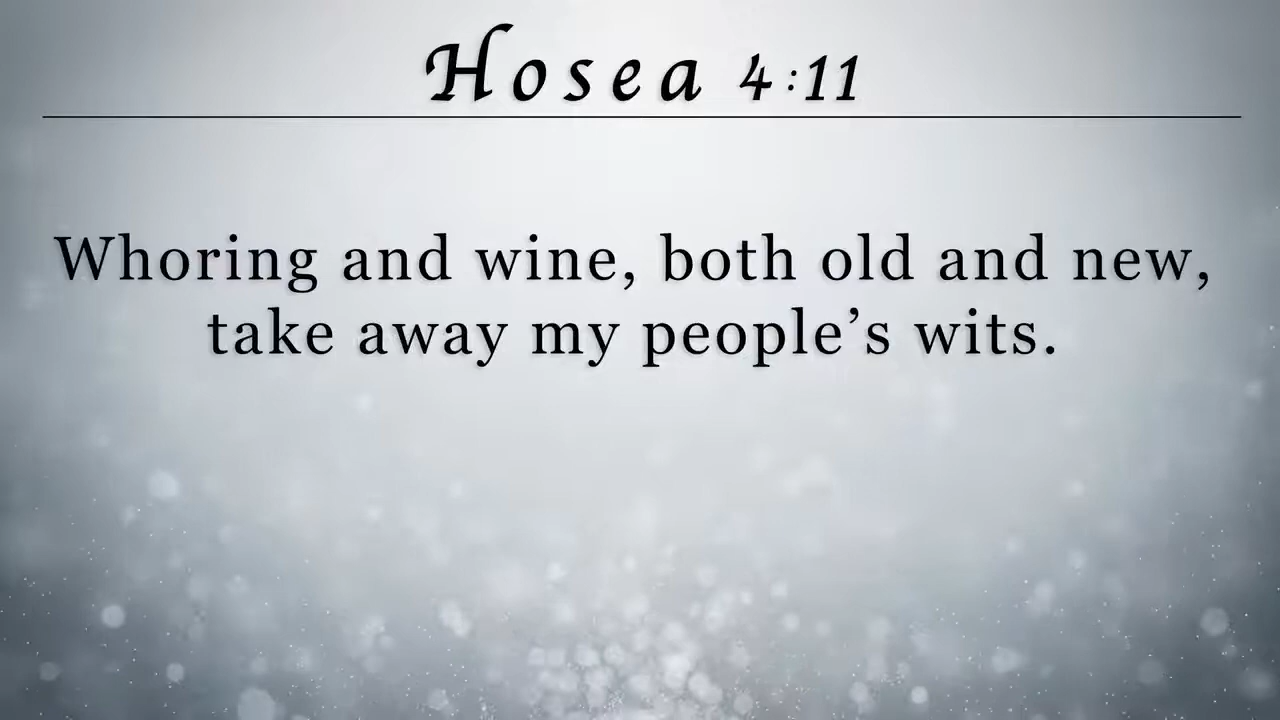 Hosea 4:11
Whoring and wine, both old and new,
take away my people’s wits.